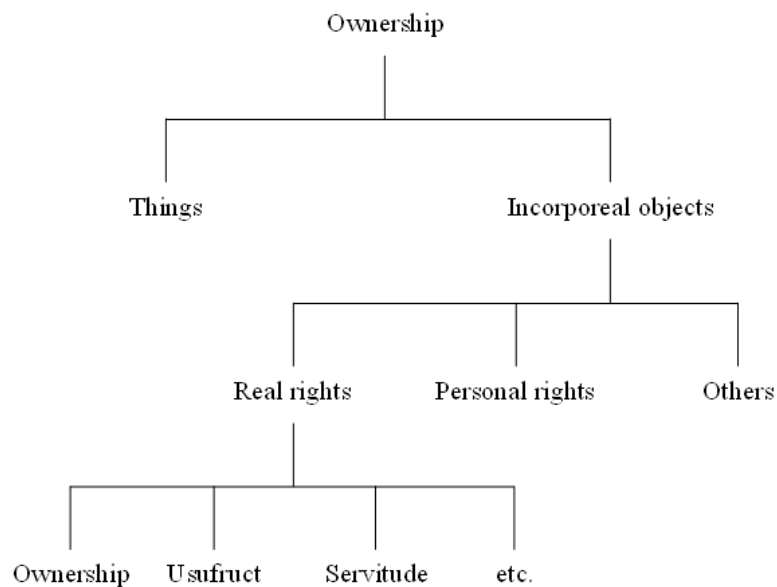 Ownership
Things
Incorporeal objects
Real rights
Personal rights
Others
Ownership
Usufruct
Servitude
etc.